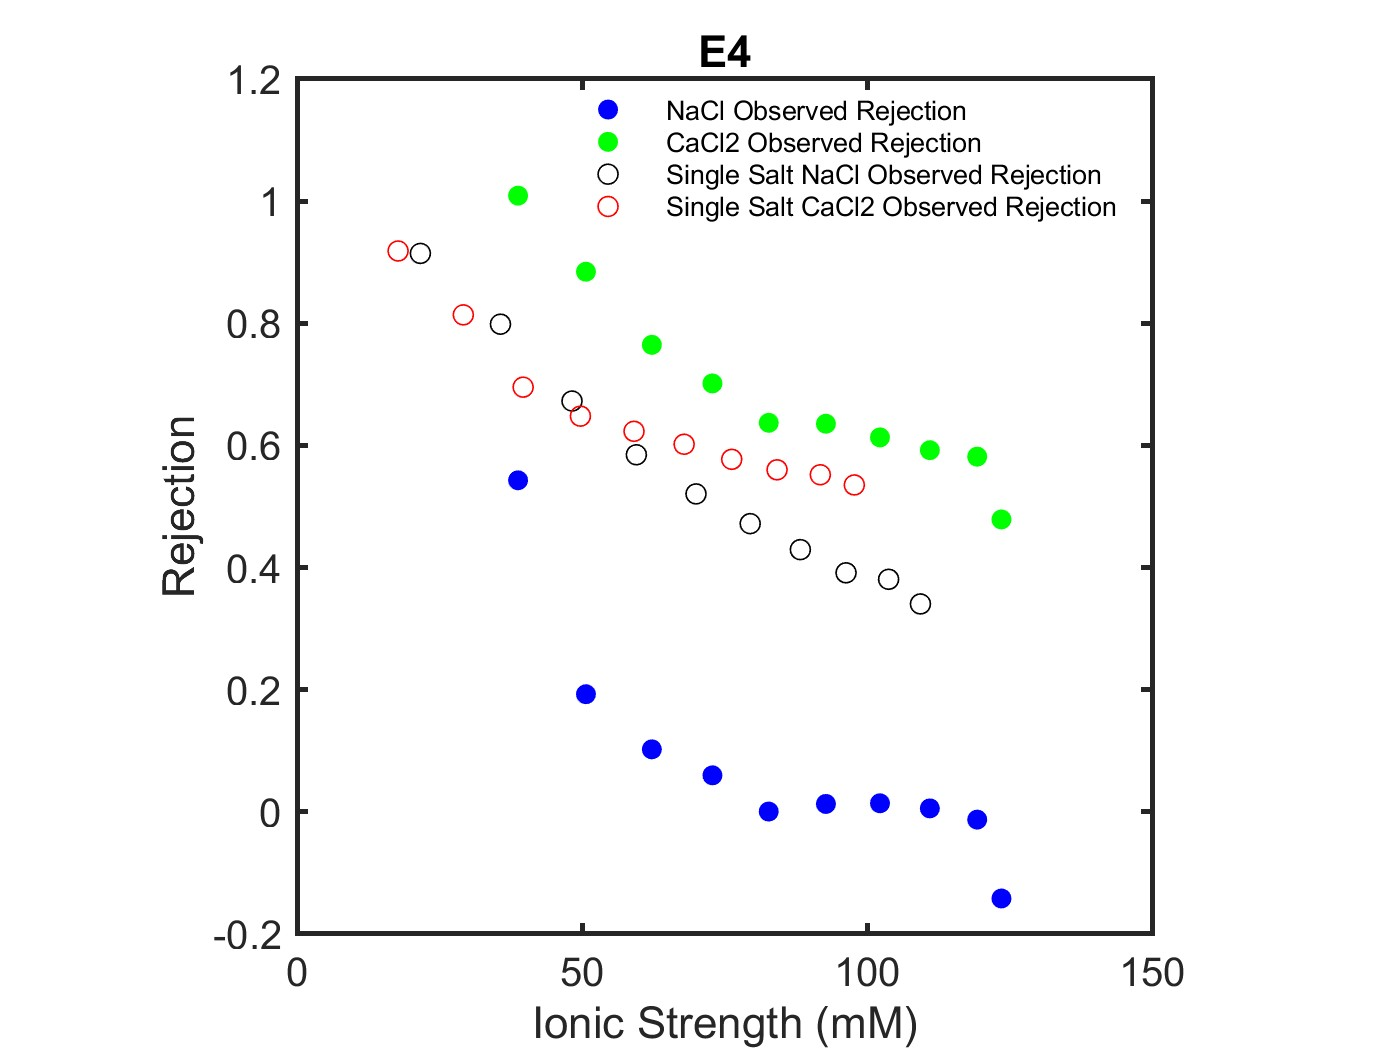 E4
NaCl Observed Rejection
CaCl2 Observed Rejection
Single Salt NaCl Observed Rejection
Single Salt CaCl2 Observed Rejection
1.2
1
0.8
0.6
0.4
0.2
0
-0.2
Rejection
0 50 100 150
Ionic Strength (mM)